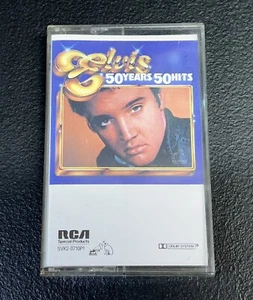 Elvis
50 YEARS 50 HITS
RCA
Special Products
DOLBY SYSTEM